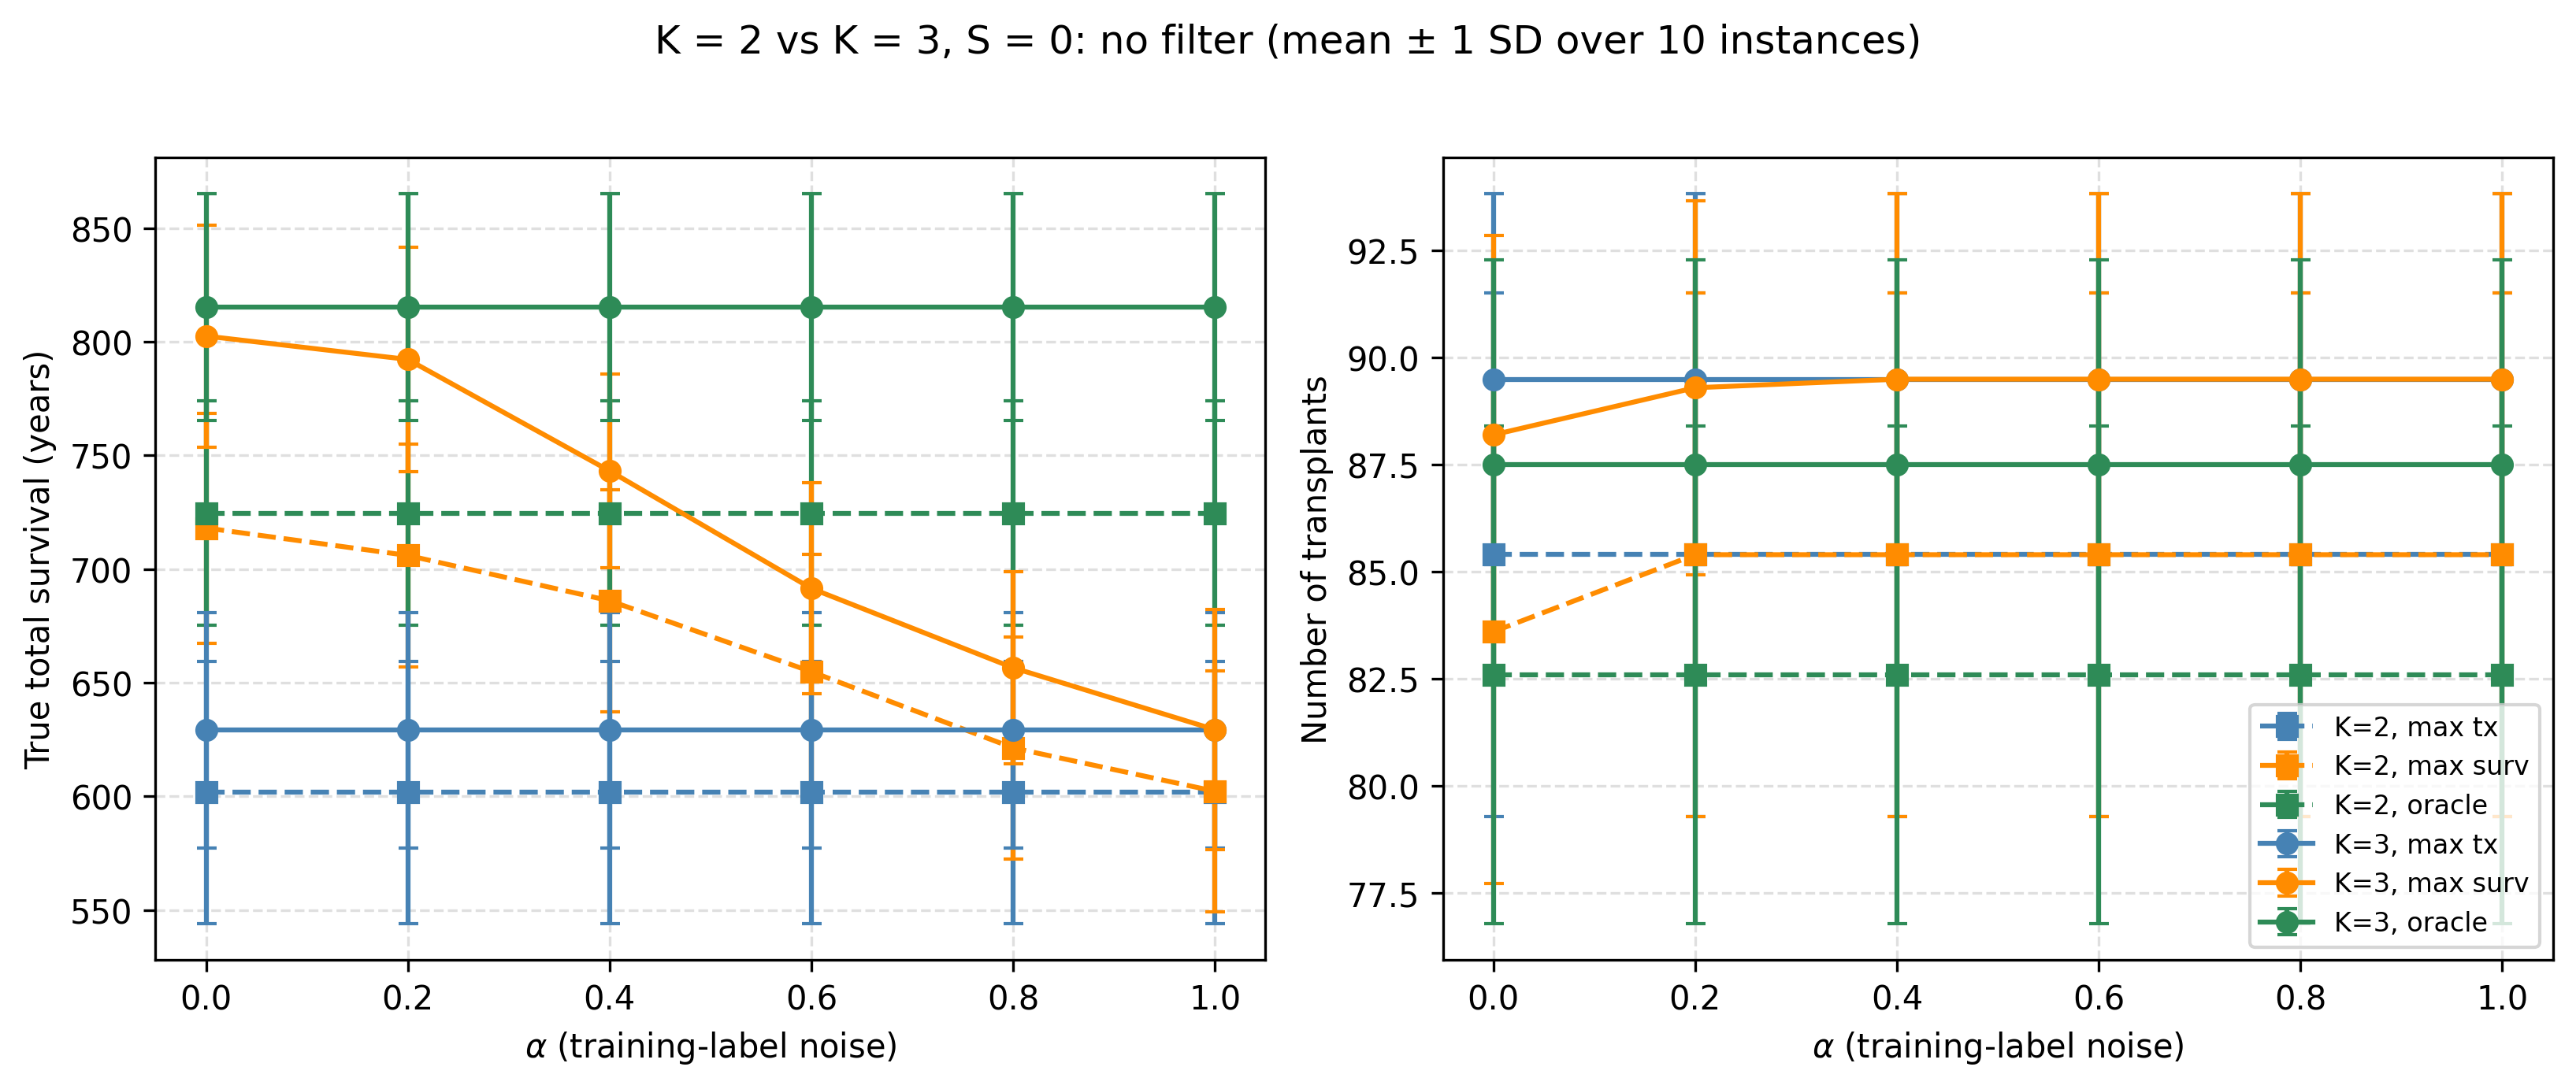 K = 2 vs K = 3, S = 0: no filter (mean ± 1 SD over 10 instances)
True total survival (years)
850
800
750
700
650
600
550
0.0 0.2 0.4 0.6 0.8 1.0
α (training-label noise)
Number of transplants
92.5
90.0
87.5
85.0
82.5
80.0
77.5
0.0 0.2 0.4 0.6 0.8 1.0
α (training-label noise)
K=2, max tx
K=2, max surv
K=2, oracle
K=3, max tx
K=3, max surv
K=3, oracle